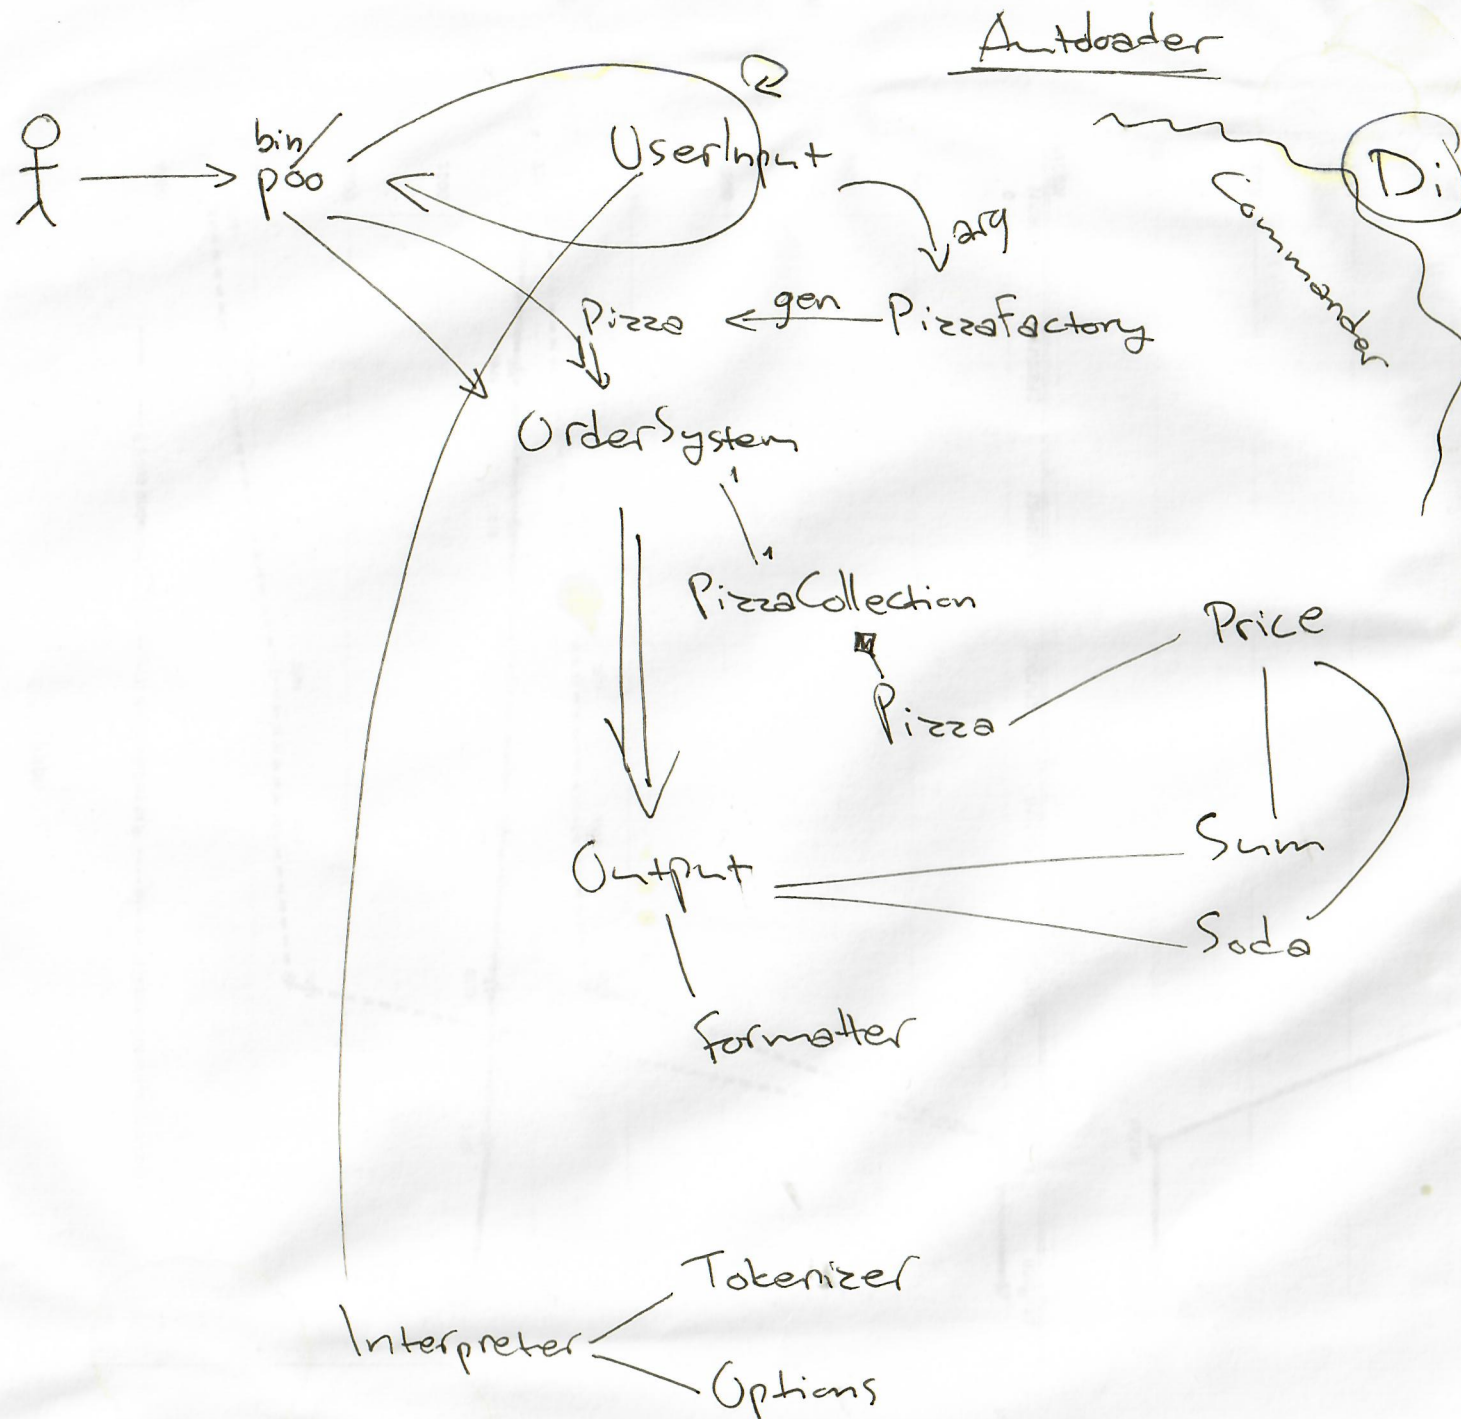 Autoloader
bin/
poo
UserInput
Di
Commander
arg
Pizza
gen
PizzaFactory
OrderSystem
1
1
PizzaCollection
M
Pizza
Price
Sum
Output
Soda
Formatter
Tokenizer
Interpreter
Options